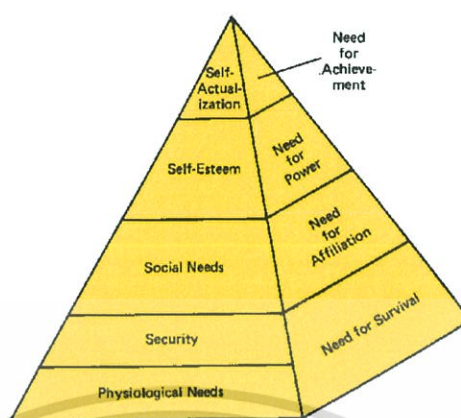 Need
for
.Achieve-
ment
Self-
Actual-
ization
Self-Esteem
Need
for
Power
Social Needs
Need
for
Affiliation
Security
Need for Survival
Physiological Needs